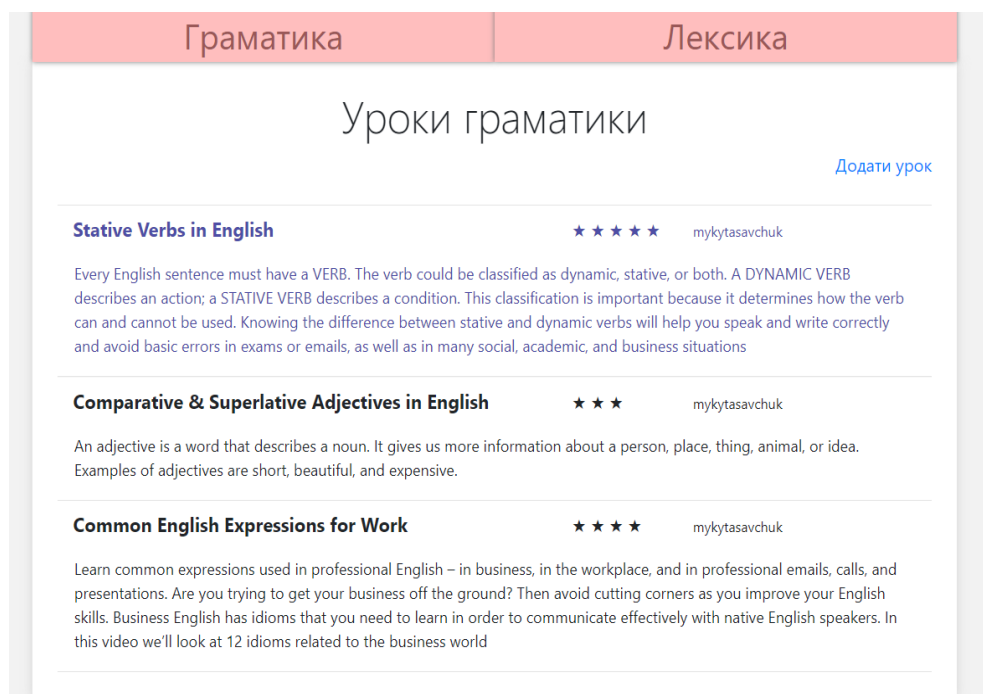 Граматика Лексика
Уроки граматики
Додати урок
Stative Verbs in English ★ ★ ★ ★ ★ mykytasavchuk
Every English sentence must have a VERB. The verb could be classified as dynamic, stative, or both. A DYNAMIC VERB
describes an action; a STATIVE VERB describes a condition. This classification is important because it determines how the verb
can and cannot be used. Knowing the difference between stative and dynamic verbs will help you speak and write correctly
and avoid basic errors in exams or emails, as well as in many social, academic, and business situations
Comparative & Superlative Adjectives in English ★ ★ ★ mykytasavchuk
An adjective is a word that describes a noun. It gives us more information about a person, place, thing, animal, or idea.
Examples of adjectives are short, beautiful, and expensive.
Common English Expressions for Work ★ ★ ★ ★ mykytasavchuk
Learn common expressions used in professional English – in business, in the workplace, and in professional emails, calls, and
presentations. Are you trying to get your business off the ground? Then avoid cutting corners as you improve your English
skills. Business English has idioms that you need to learn in order to communicate effectively with native English speakers. In
this video we’ll look at 12 idioms related to the business world